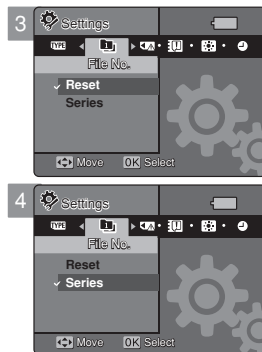 3
Settings
TYPE
File No.
Reset
Series
Move OK Select
4
Settings
TYPE
File No.
Reset
Series
Move OK Select